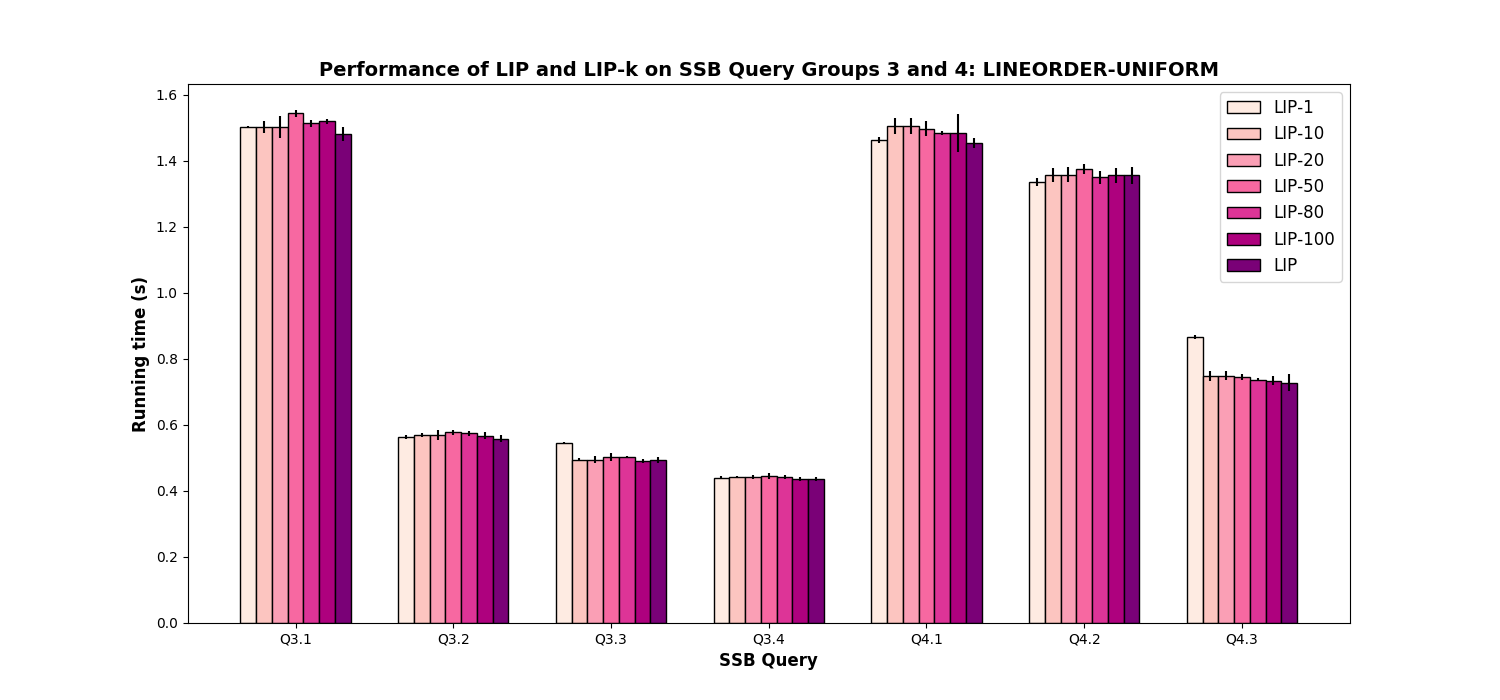 Performance of LIP and LIP-k on SSB Query Groups 3 and 4: LINEORDER-UNIFORM
1.6
1.4
1.2
1.0
0.8
0.6
0.4
0.2
0.0
Running time (s)
LIP-1
LIP-10
LIP-20
LIP-50
LIP-80
LIP-100
LIP
Q3.1 Q3.2 Q3.3 Q3.4 Q4.1 Q4.2 Q4.3
SSB Query